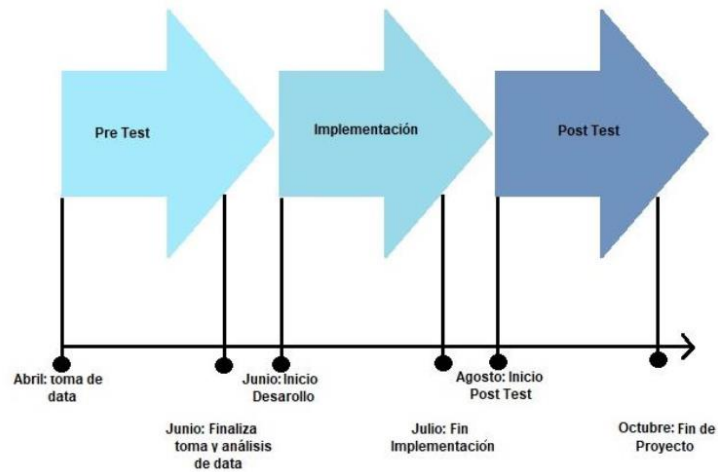 Pre Test
Implementación
Post Test
Abril: toma de
data
Junio: Finaliza
toma y análisis
de data
Junio: Inicio
Desarollo
Julio: Fin
Implementación
Agosto: Inicio
Post Test
Octubre: Fin de
Proyecto